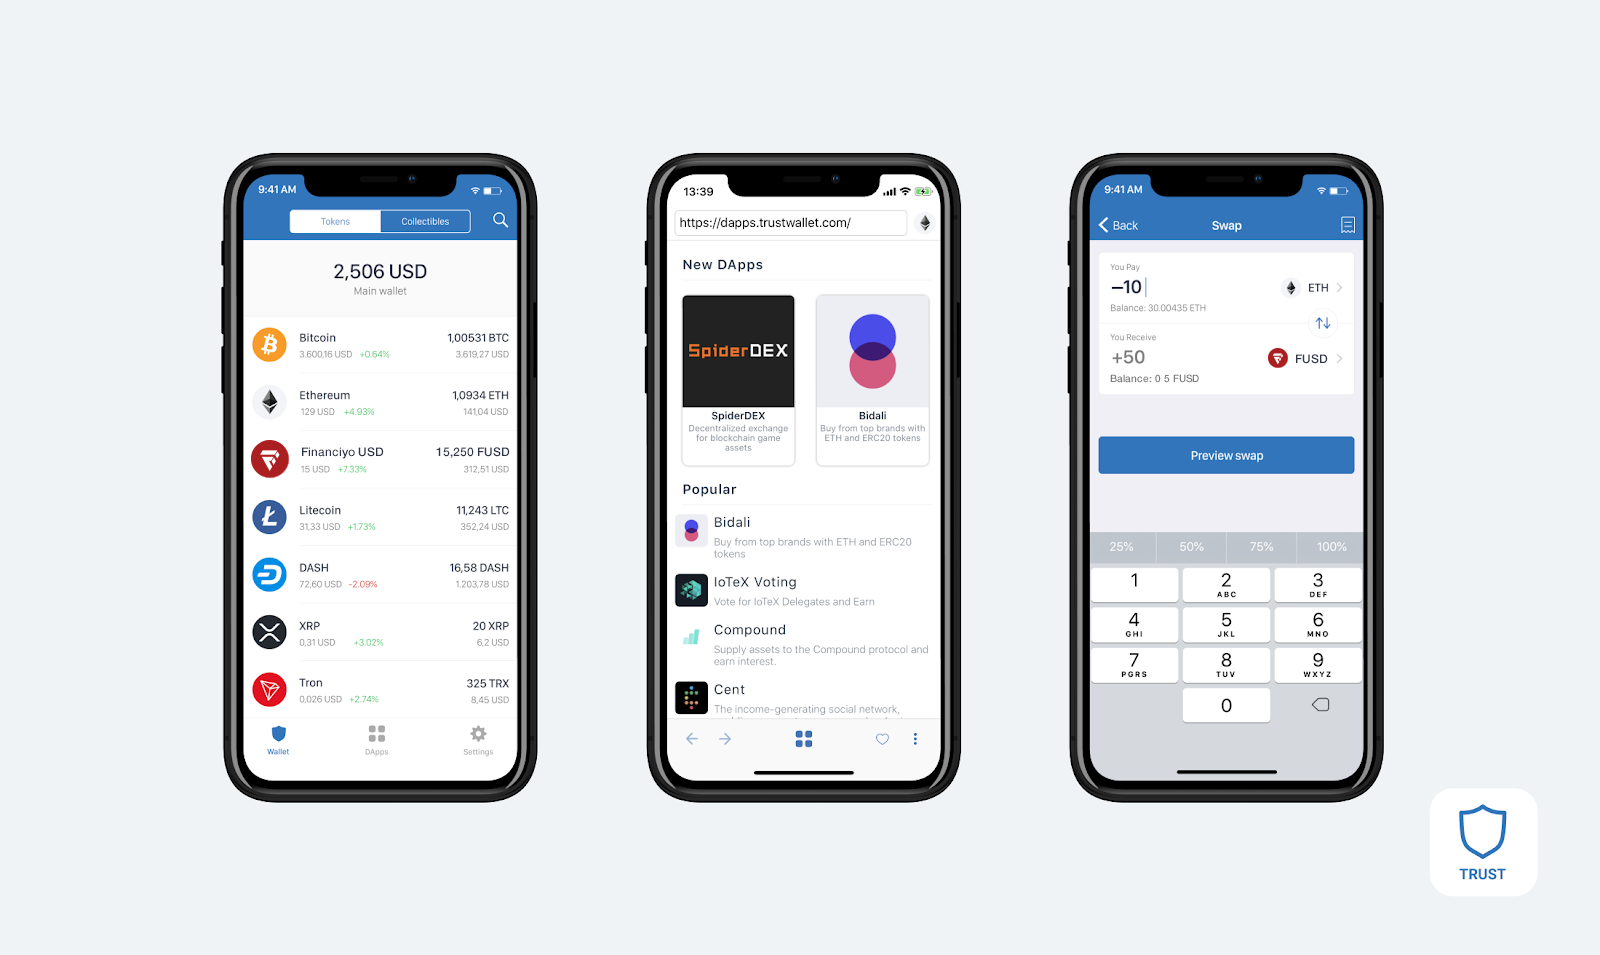 9:41 AM
Tokens
Collectibles
2,506 USD
Main wallet
Bitcoin
1,00531 BTC
3.600,16 USD +0.64%
3.619,27 USD
Ethereum
1,0934 ETH
129 USD +4.93%
141,04 USD
Financiyo USD
15,250 FUSD
15 USD +7.33%
312,51 USD
Litecoin
11,243 LTC
31,33 USD +1.73%
352,24 USD
DASH
16,58 DASH
72,60 USD -2.09%
1.203,78 USD
XRP
20 XRP
0,31 USD +3.02%
6,2 USD
Tron
325 TRX
0,026 USD +2.74%
8,45 USD
Wallet
DApps
Settings
13:39
https://dapps.trustwallet.com/
New DApps
SpiderDEX
SpiderDEX
Decentralized exchange
for blockchain game
assets
Bidali
Buy from top brands with
ETH and ERC20 tokens
Popular
Bidali
Buy from top brands with ETH and ERC20
tokens
IoTeX Voting
Vote for IoTeX Delegates and Earn
Compound
Supply assets to the Compound protocol and
earn interest.
Cent
The income-generating social network,
9:41 AM
Back
Swap
You Pay
–10
ETH
Balance: 30.00435 ETH
You Receive
+50
FUSD
Balance: 0 5 FUSD
Preview swap
25%
50%
75%
100%
1
2
ABC
3
DEF
4
GHI
5
JKL
6
MNO
7
PGRS
8
TUV
9
WXYZ
0
TRUST